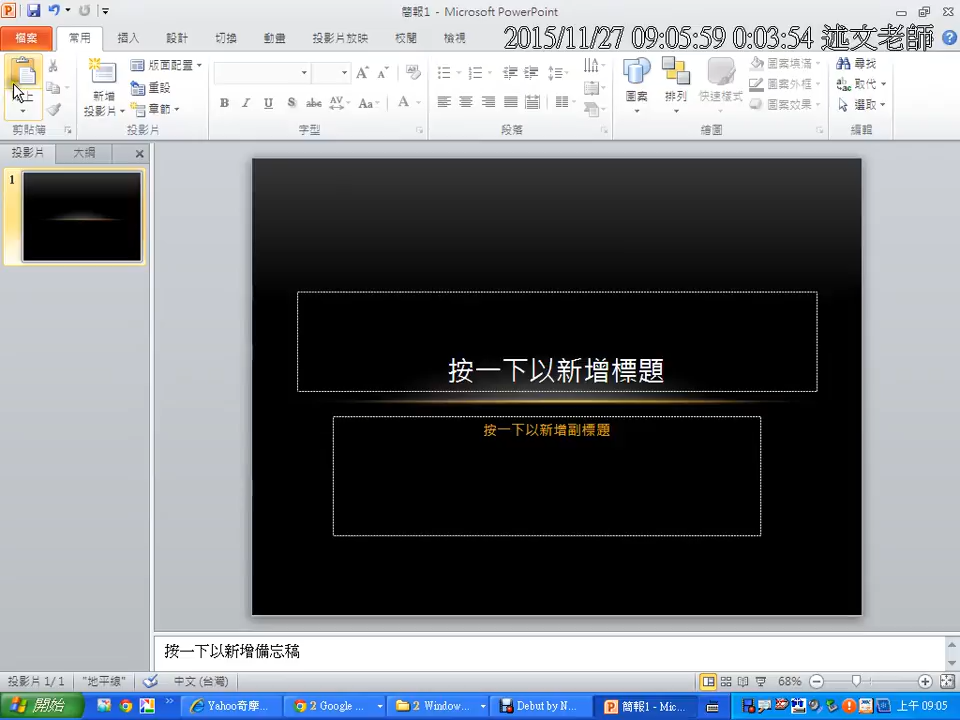 簡報1 - Microsoft PowerPoint
2015/11/27 09:05:59 0:03:54 述文老師
檔案 常用 插入 設計 切換 動畫 投影片放映 校閱 檢視
新增
投影片
版面配置
重設
章節
B I U S abc AV Aa A
圖案 排列 快速樣式
圖案填滿
圖案外框
圖案效果
尋找
取代
選取
剪貼簿 投影片 字型 段落 繪圖 編輯
投影片 大綱
1
按一下以新增標題
按一下以新增副標題
按一下以新增備忘稿
投影片 1/1 "地平線" 中文 (台灣) 68%
開始 Yahoo奇摩... 2 Google ... 2 Window... Debut by N... 簡報1 - Mic... 上午 09:05